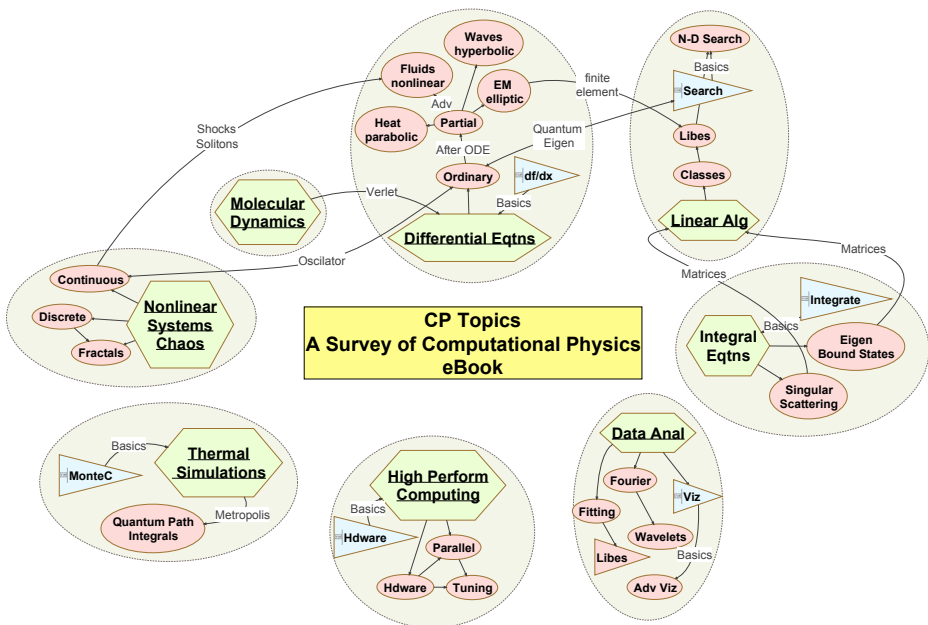 Waves
hyperbolic
Fluids
nonlinear
EM
elliptic
Adv
Heat
parabolic
Partial
After ODE
Ordinary
df/dx
Basics
Differential Eqtns
finite
element
Quantum
Eigen
N-D Search
Basics
Search
Libes
Classes
Linear Alg
Shocks
Solitons
Molecular
Dynamics
Verlet
Oscilator
Continuous
Discrete
Fractals
Nonlinear
Systems
Chaos
CP Topics
A Survey of Computational Physics
eBook
Matrices
Matrices
Integrate
Basics
Integral
Eqtns
Eigen
Bound States
Singular
Scattering
Basics
MonteC
Thermal
Simulations
Metropolis
Quantum Path
Integrals
High Perform
Computing
Basics
Hdware
Parallel
Hdware
Tuning
Data Anal
Fourier
Viz
Fitting
Wavelets
Basics
Libes
Adv Viz